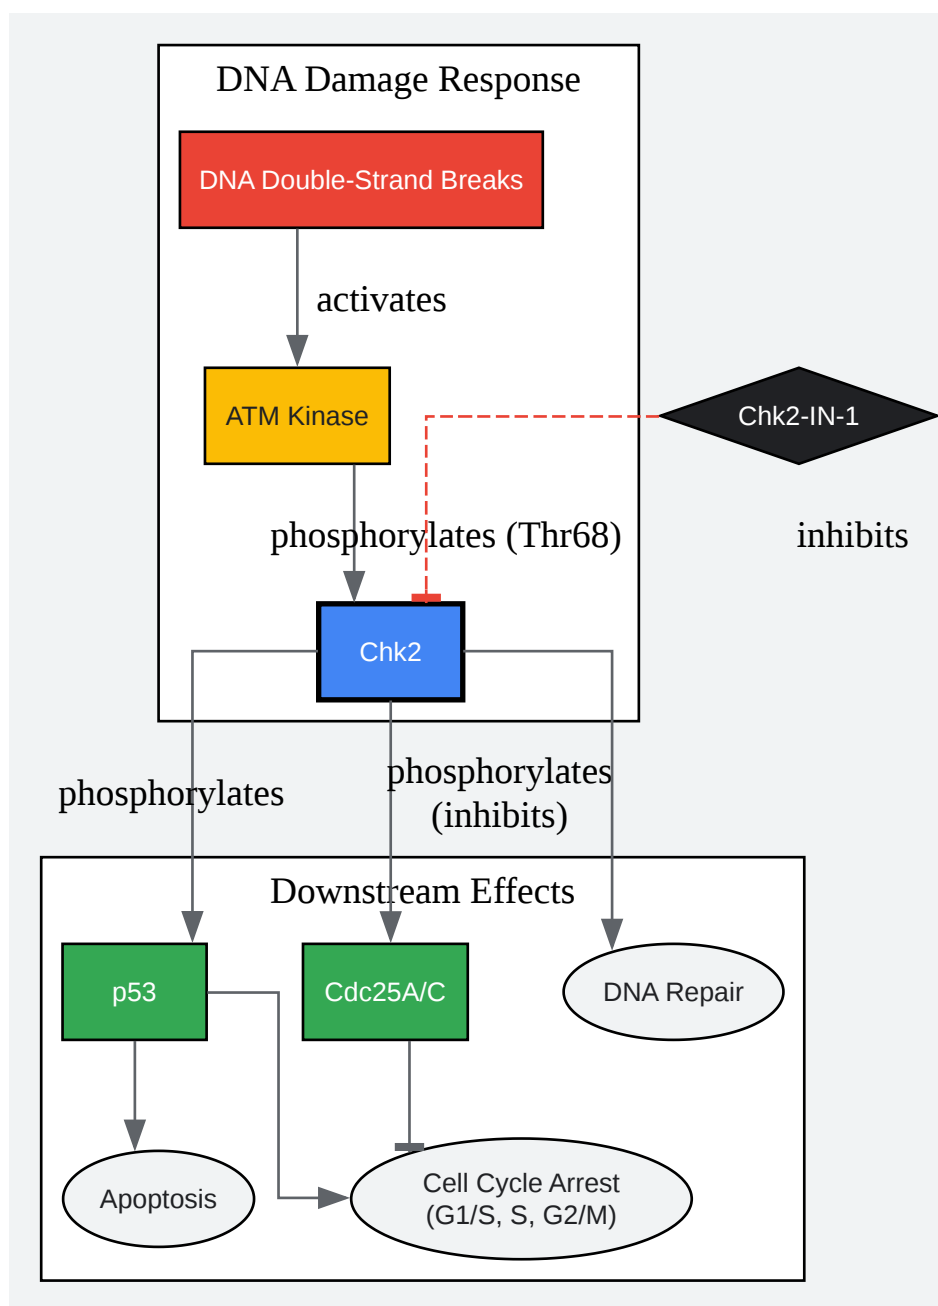 DNA Damage Response
DNA Double-Strand Breaks
activates
ATM Kinase
Chk2-IN-1
phosphorylates (Thr68)
inhibits
Chk2
phosphorylates
phosphorylates
(inhibits)
Downstream Effects
p53
Cdc25A/C
DNA Repair
Apoptosis
Cell Cycle Arrest
(G1/S, S, G2/M)